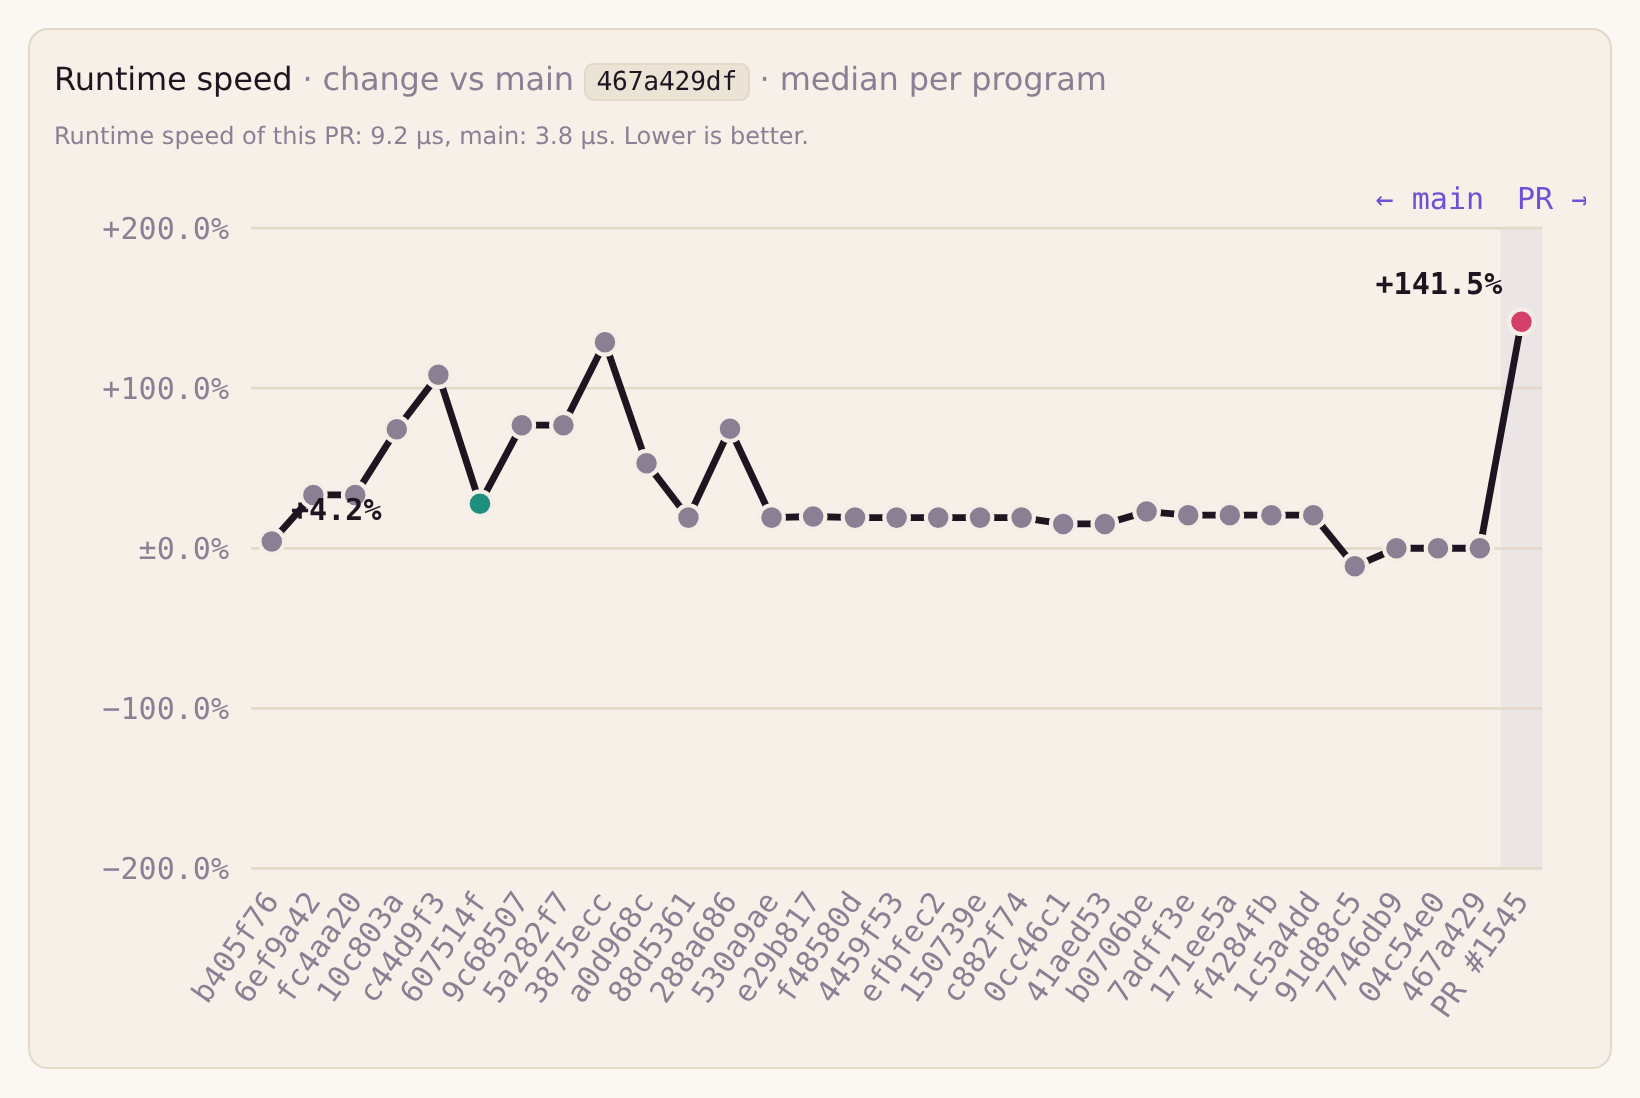 Runtime speed · change vs main 467a429df · median per program
Runtime speed of this PR: 9.2 µs, main: 3.8 µs. Lower is better.
← main PR →
+200.0%
+141.5%
+100.0%
+4.2%
±0.0%
−100.0%
−200.0%
b405f76
6ef9a42
fc4aa20
10c803a
c44d9f3
607514f
9c68507
5a282f7
3875ecc
a0d968c
88d5361
288a686
530a9ae
e29b817
f48580d
4459f53
efbfec2
150739e
c882f74
0cc46c1
41aed53
b0706be
7adff3e
171ee5a
f4284fb
1c5a4dd
91d88c5
7746db9
04c54e0
467a429
PR #1545